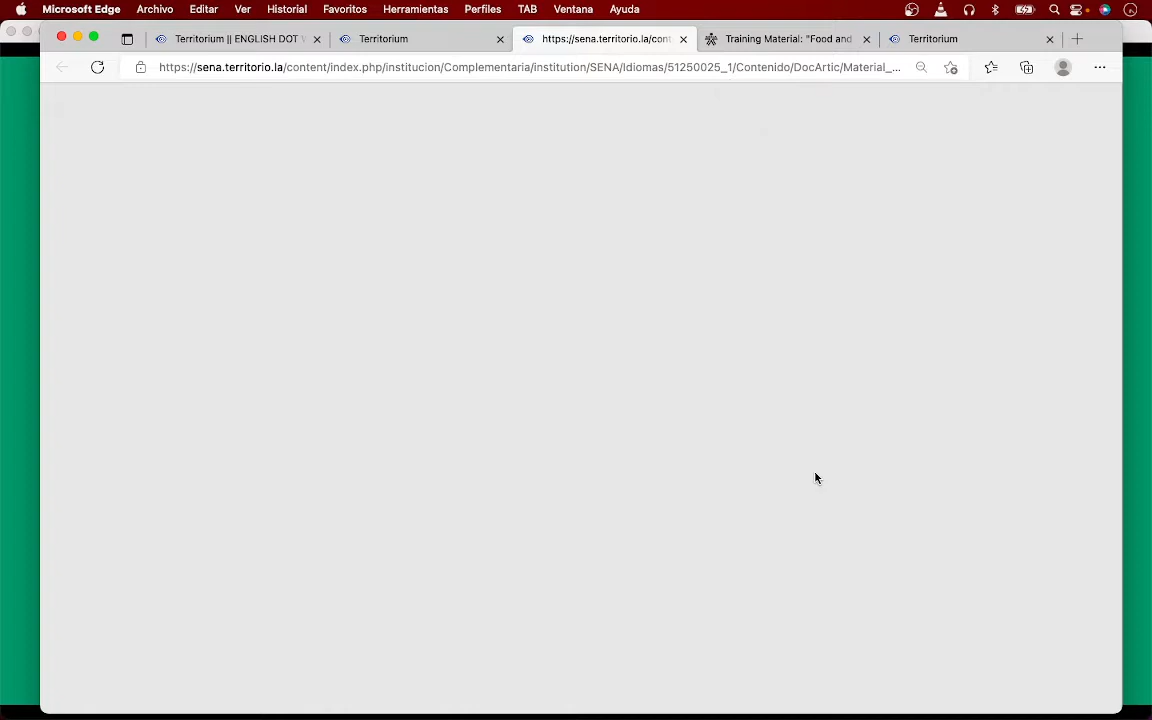 Microsoft Edge Archivo Editar Ver Historial Favoritos Herramientas Perfiles TAB Ventana Ayuda
Territorium || ENGLISH DOT Territorium https://sena.territorio.la/cont Training Material: "Food and Territorium
https://sena.territorio.la/content/index.php/institucion/Complementaria/institution/SENA/Idiomas/51250025_1/Contenido/DocArtic/Material_...